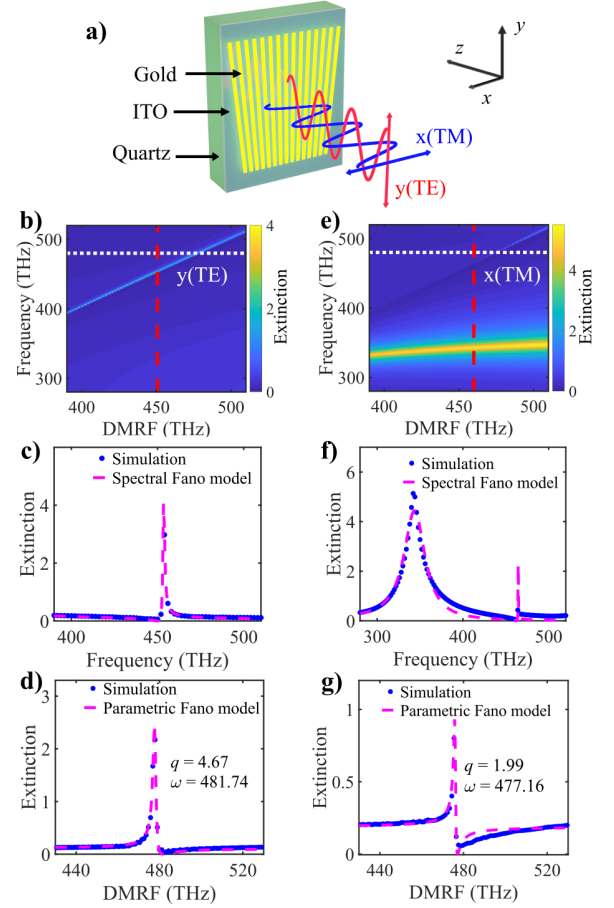 a)
Gold
ITO
Quartz
x(TM)
y(TE)
y
z
x
b)
Frequency (THz)
500
400
300
400
450
500
DMRF (THz)
y(TE)
4
2
0
Extinction
e)
Frequency (THz)
500
400
300
400
450
500
DMRF (THz)
x(TM)
4
2
0
Extinction
c)
Simulation
Spectral Fano model
Extinction
4
2
0
400
450
500
Frequency (THz)
f)
Simulation
Spectral Fano model
Extinction
6
4
2
0
300
400
500
Frequency (THz)
d)
Simulation
Parametric Fano model
q = 4.67
ω = 481.74
Extinction
3
2
1
0
440
480
520
DMRF (THz)
g)
Simulation
Parametric Fano model
q = 1.99
ω = 477.16
Extinction
1
0.5
0
440
480
520
DMRF (THz)